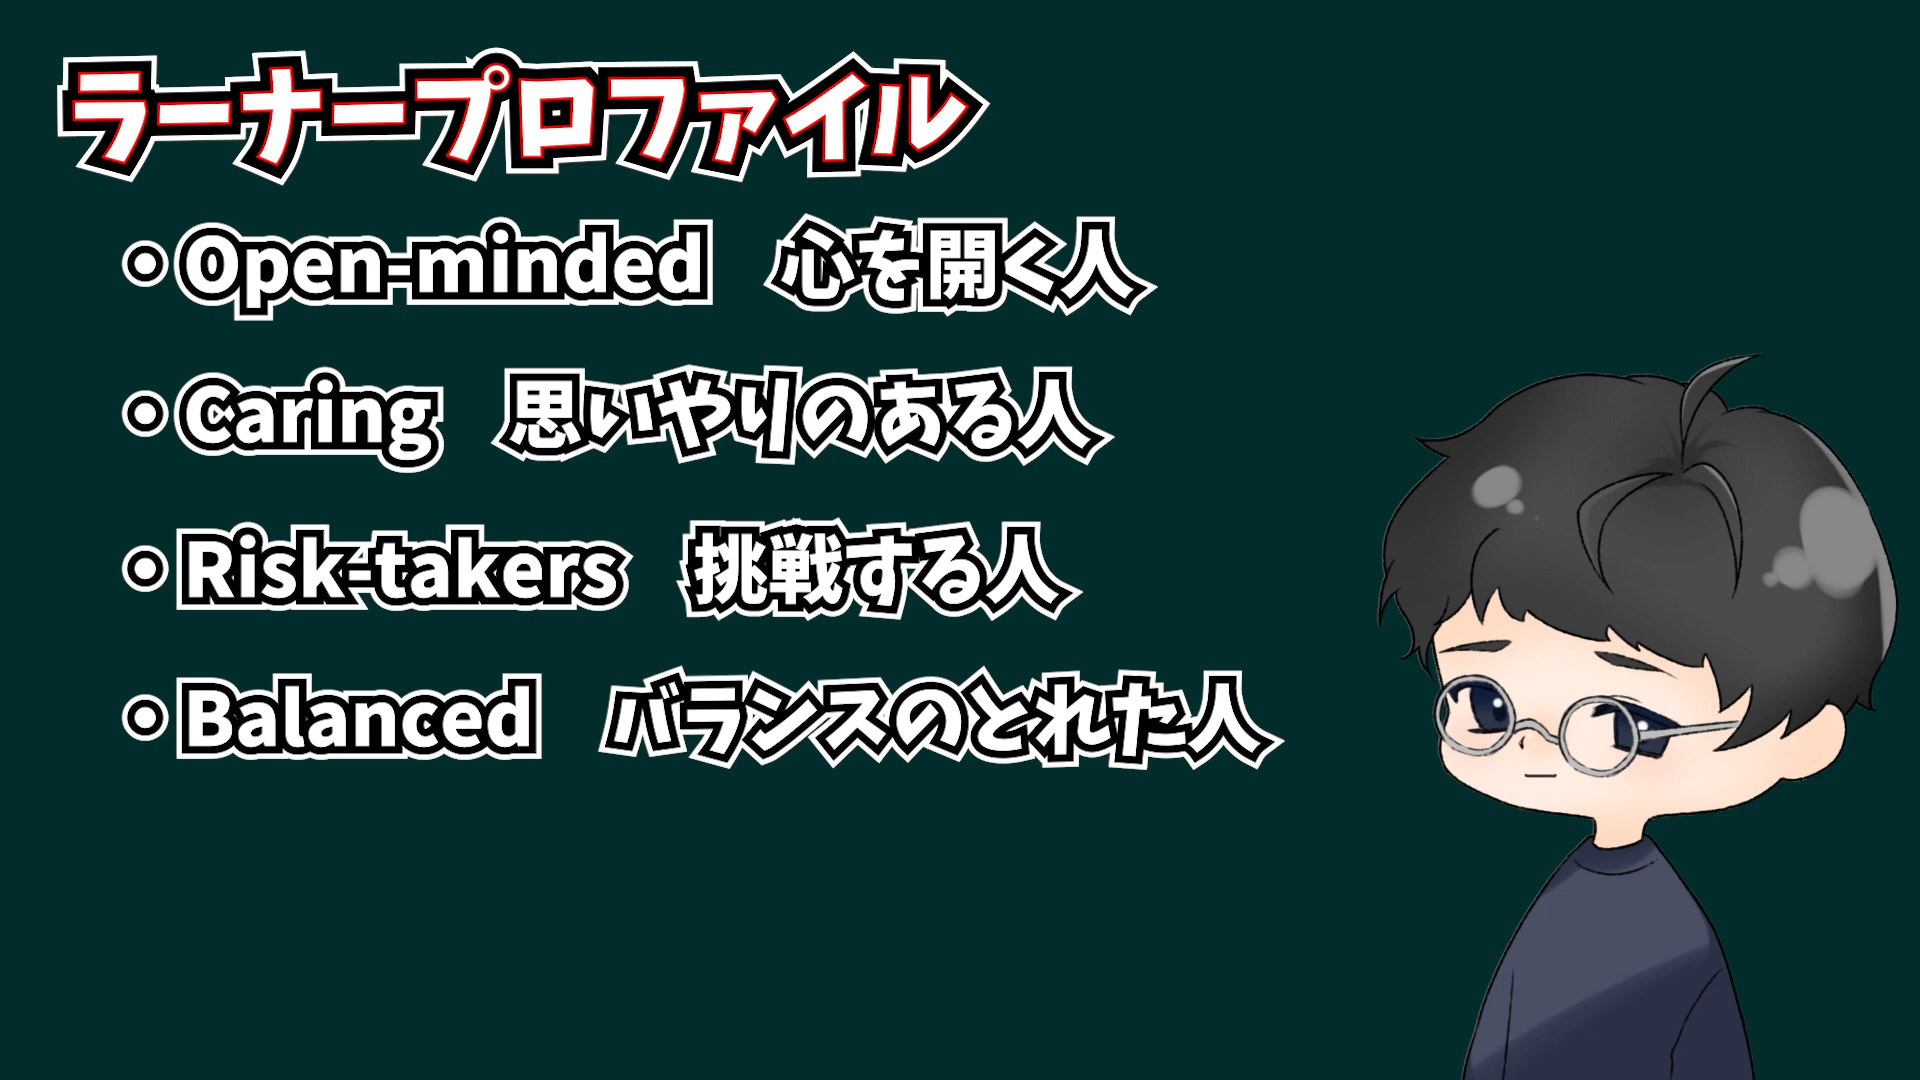 ラーナープロファイル
・Open-minded　心を開く人
・Caring　思いやりのある人
・Risk-takers　挑戦する人
・Balanced　バランスのとれた人